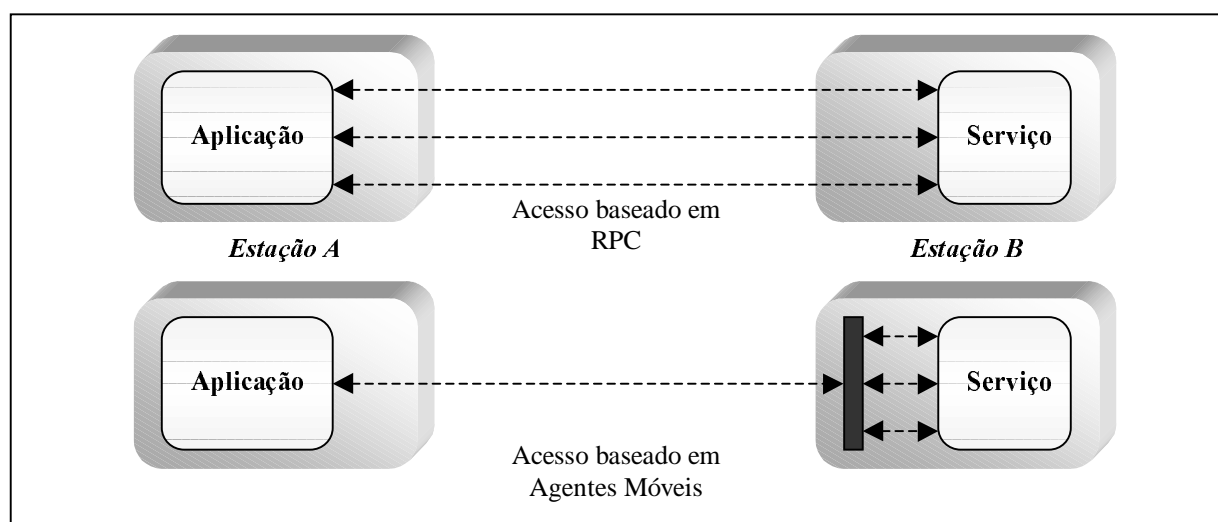 Aplicação
Serviço
Acesso baseado em
RPC
Estação A
Estação B
Aplicação
Serviço
Acesso baseado em
Agentes Móveis